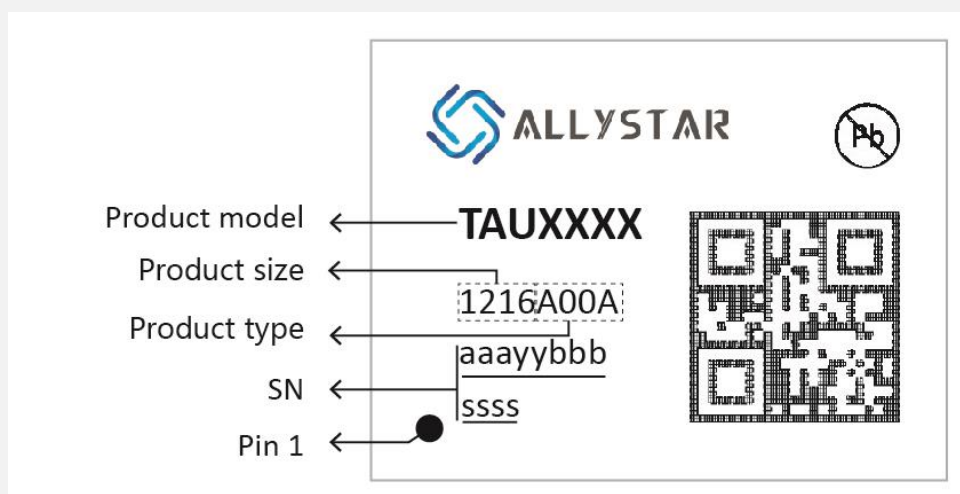 ALLYSTAR
Pb
Product model
TAUXXXX
Product size
1216A00A
Product type
aaayybbb
SN
ssss
Pin 1